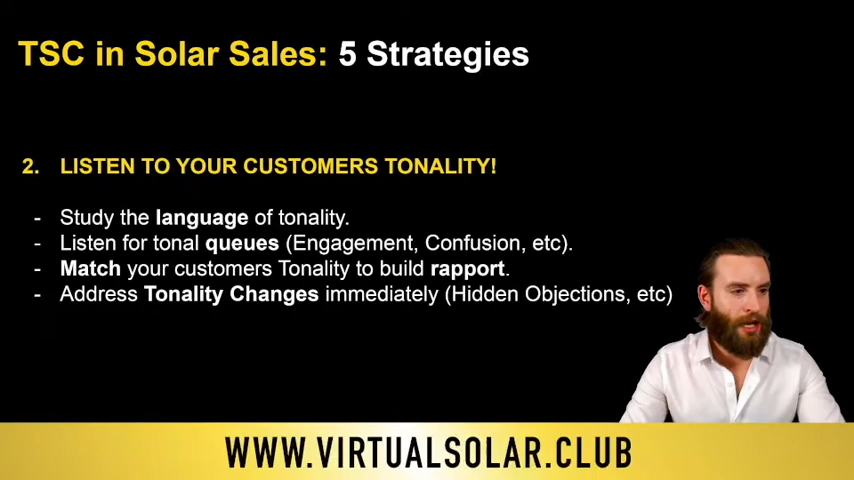 TSC in Solar Sales: 5 Strategies
2. LISTEN TO YOUR CUSTOMERS TONALITY!
- Study the language of tonality.
- Listen for tonal queues (Engagement, Confusion, etc).
- Match your customers Tonality to build rapport.
- Address Tonality Changes immediately (Hidden Objections, etc)
WWW.VIRTUALSOLAR.CLUB